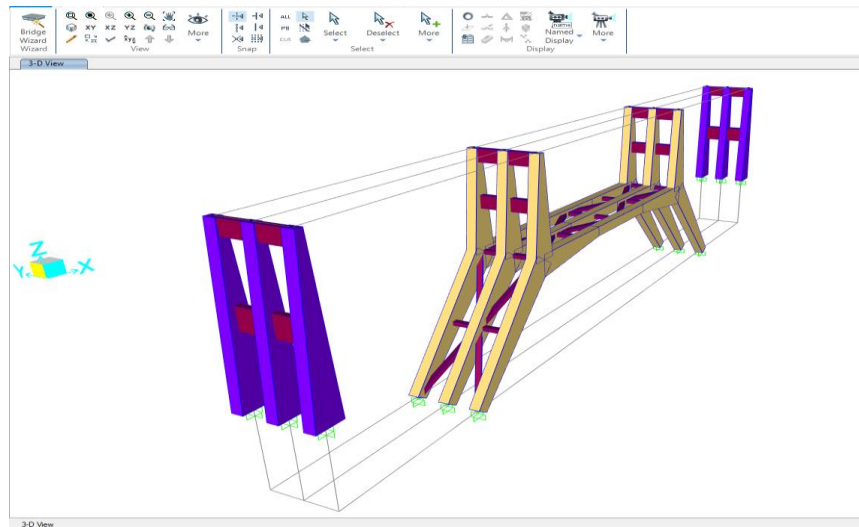 Bridge
Wizard
Wizard
XY XZ YZ
More
View
Snap
ALL
PS
CLR
Select
Deselect
More
Select
name
Named
Display
More
Display
3-D View
Z
Y
X
3-D View